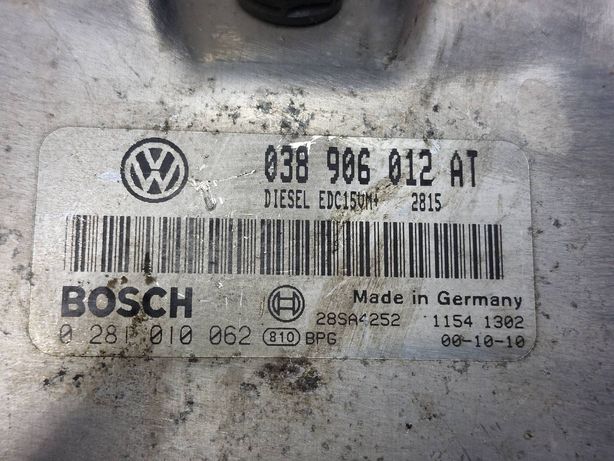 038 906 012 AT
DIESEL EDC15VM+ 2815
BOSCH
Made in Germany
28SA4252 1154 1302
0 281 010 062 810 BPG 00-10-10